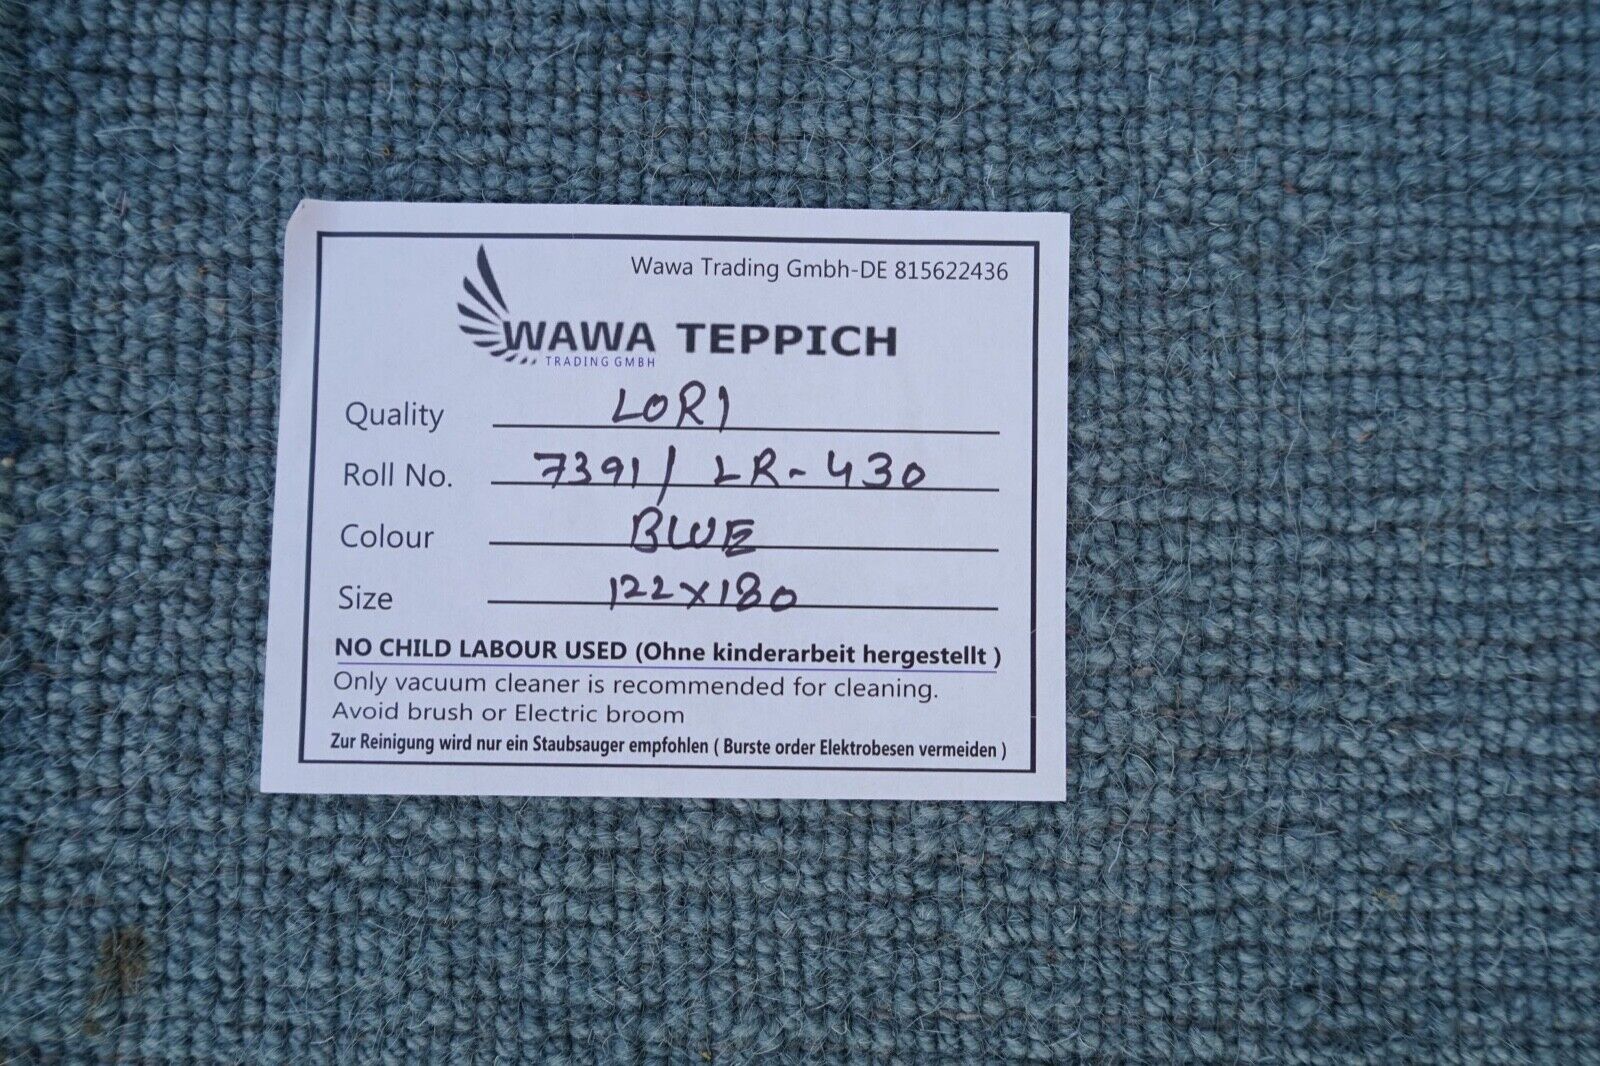 Wawa Trading Gmbh-DE 815622436
WAWA TEPPICH
TRADING GMBH
Quality LORI
Roll No. 7391/ LR-430
Colour BLUE
Size 122x180
NO CHILD LABOUR USED (Ohne kinderarbeit hergestellt )
Only vacuum cleaner is recommended for cleaning.
Avoid brush or Electric broom
Zur Reinigung wird nur ein Staubsauger empfohlen ( Burste order Elektrobesen vermeiden )